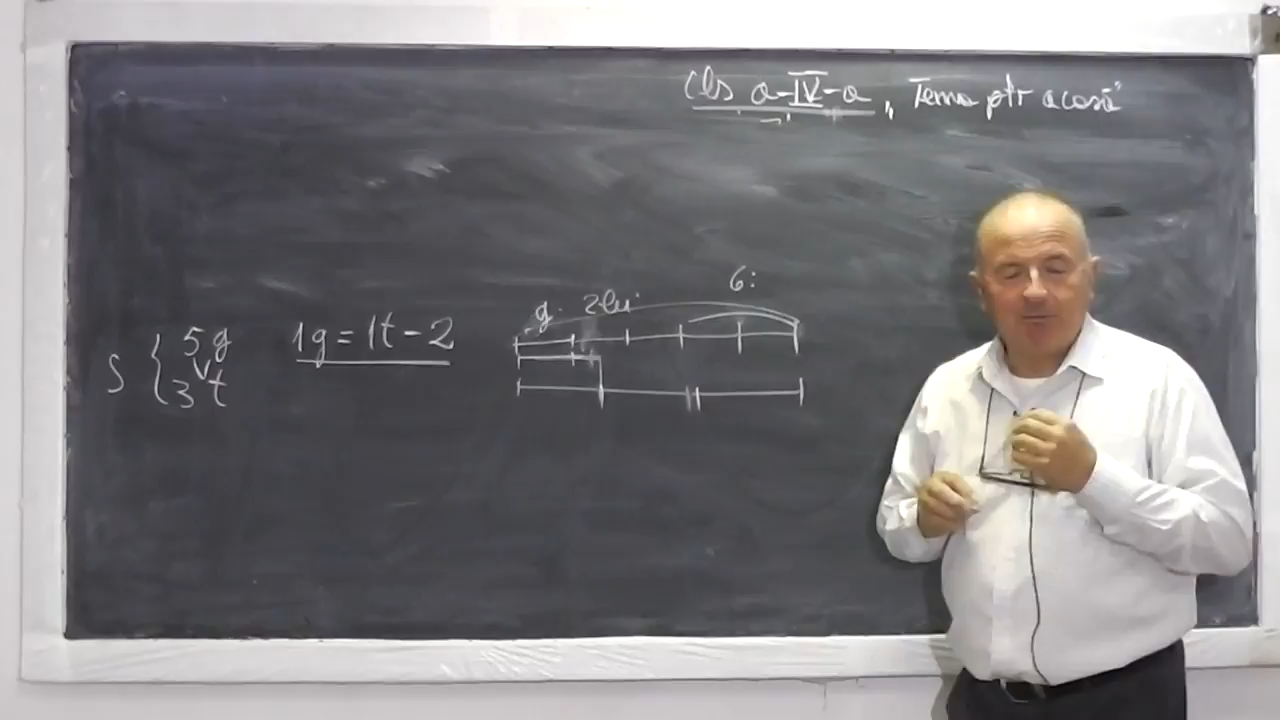 Cls a-IV-a „Tema ptr acasă”
6:
g. 2lei
5g
1g = 1t - 2
S {
3t